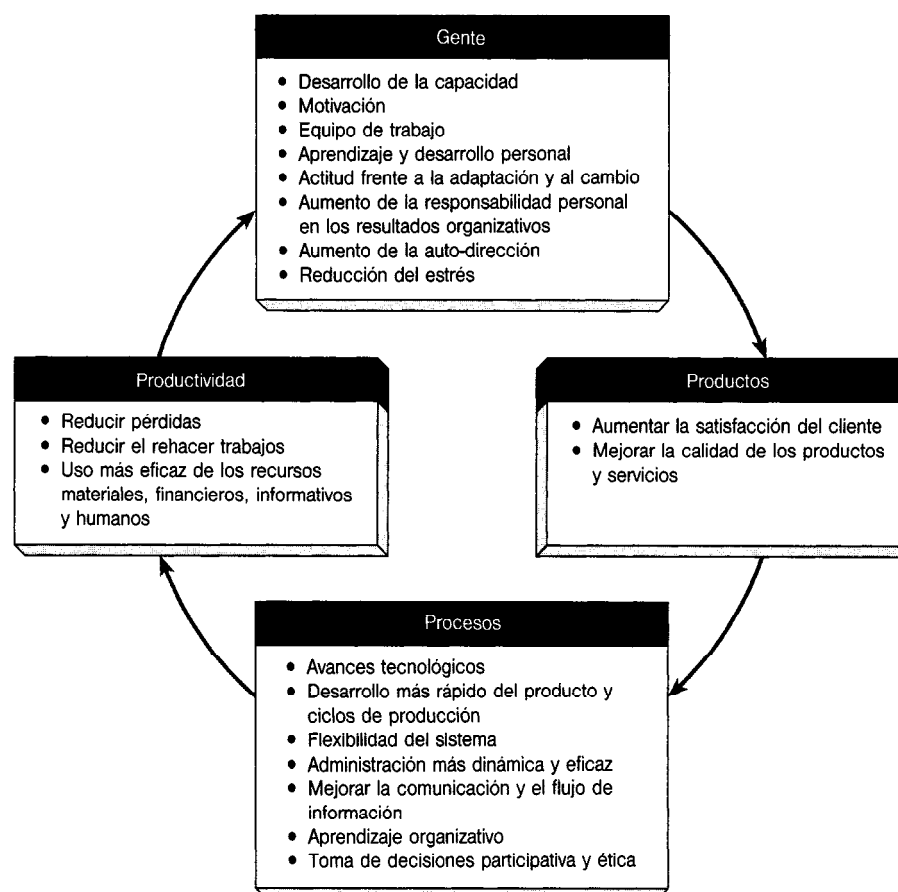 Gente
• Desarrollo de la capacidad
• Motivación
• Equipo de trabajo
• Aprendizaje y desarrollo personal
• Actitud frente a la adaptación y al cambio
• Aumento de la responsabilidad personal
en los resultados organizativos
• Aumento de la auto-dirección
• Reducción del estrés
Productividad
• Reducir pérdidas
• Reducir el rehacer trabajos
• Uso más eficaz de los recursos
materiales, financieros, informativos
y humanos
Productos
• Aumentar la satisfacción del cliente
• Mejorar la calidad de los productos
y servicios
Procesos
• Avances tecnológicos
• Desarrollo más rápido del producto y
ciclos de producción
• Flexibilidad del sistema
• Administración más dinámica y eficaz
• Mejorar la comunicación y el flujo de
información
• Aprendizaje organizativo
• Toma de decisiones participativa y ética